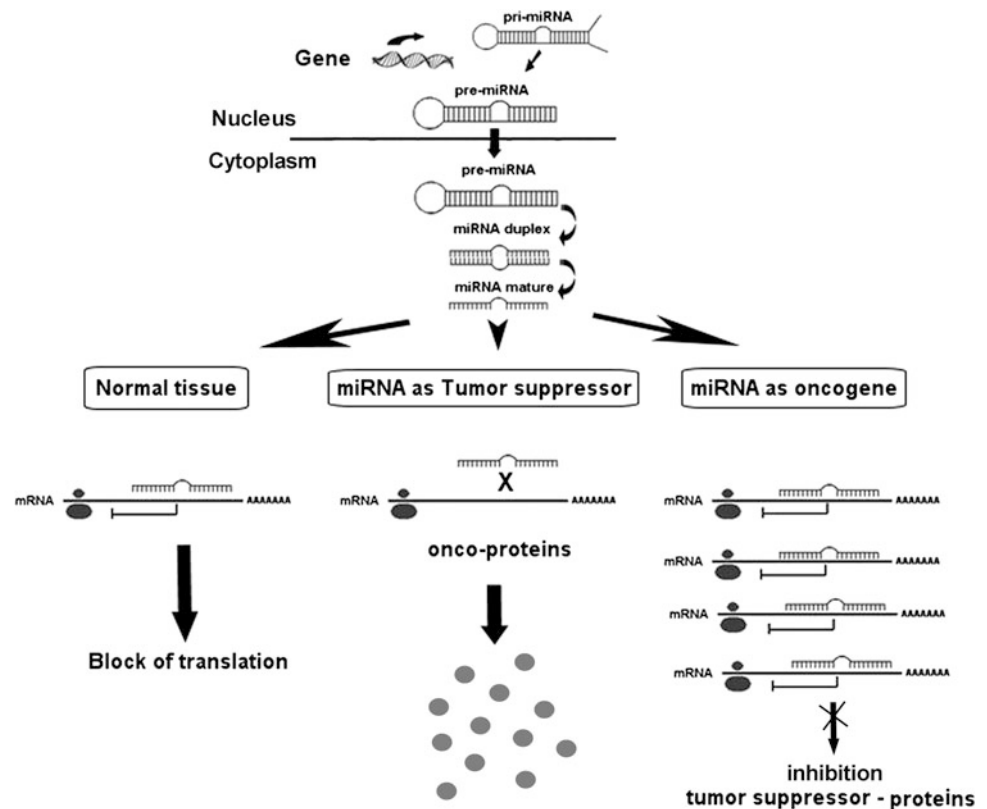 pri-miRNA
Gene
pre-miRNA
Nucleus
Cytoplasm
pre-miRNA
miRNA duplex
miRNA mature
Normal tissue
miRNA as Tumor suppressor
miRNA as oncogene
mRNA AAAAAAA
mRNA X AAAAAAA
onco-proteins
Block of translation
mRNA AAAAAAA
mRNA AAAAAAA
mRNA AAAAAAA
mRNA AAAAAAA
inhibition
tumor suppressor - proteins